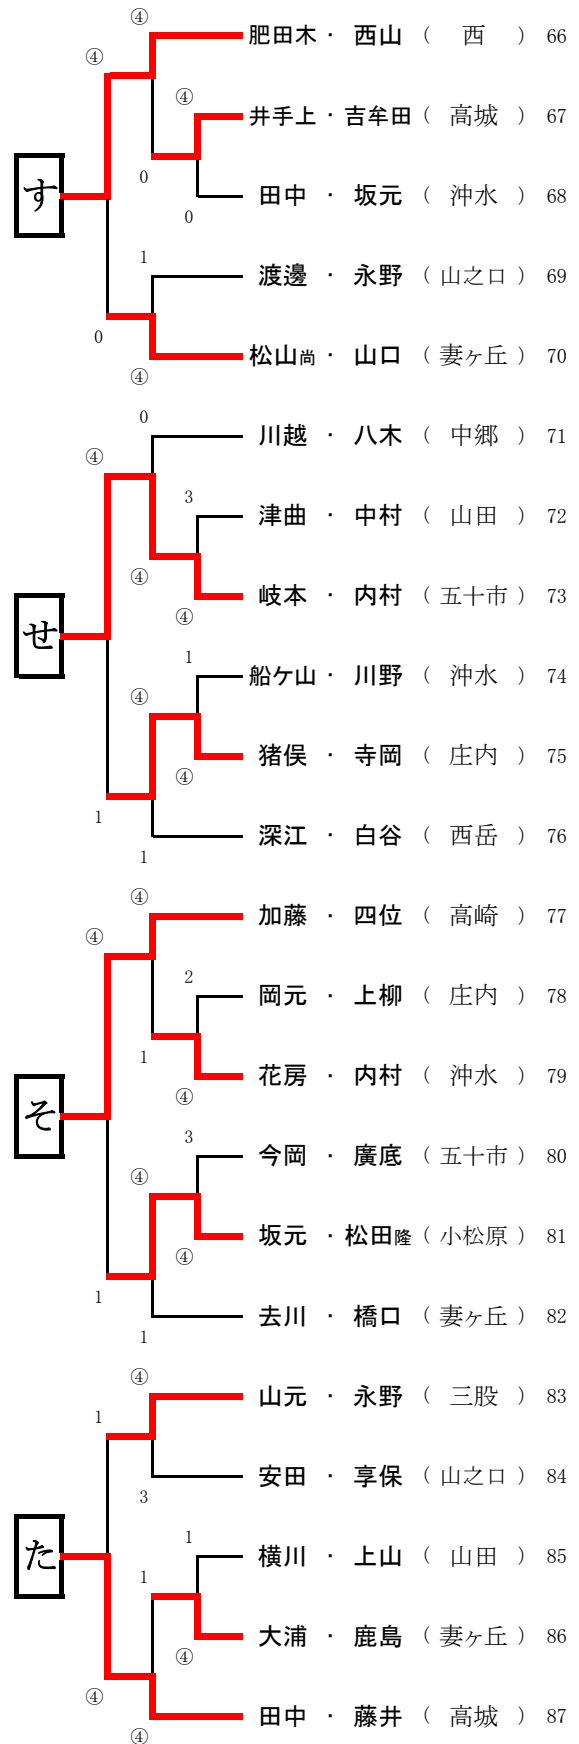 ④
肥田木 ・ 西山 （ 西 ） 66
④
④
井手上 ・ 吉牟田 （ 高城 ） 67
0
す
田中 ・ 坂元 （ 沖水 ） 68
0
1
渡邊 ・ 永野 （ 山之口 ） 69
0
松山尚 ・ 山口 （ 妻ヶ丘 ） 70
④
0
川越 ・ 八木 （ 中郷 ） 71
④
3
津曲 ・ 中村 （ 山田 ） 72
④
岐本 ・ 内村 （ 五十市 ） 73
④
せ
1
船ケ山 ・ 川野 （ 沖水 ） 74
④
猪俣 ・ 寺岡 （ 庄内 ） 75
④
1
深江 ・ 白谷 （ 西岳 ） 76
1
④
加藤 ・ 四位 （ 高崎 ） 77
④
2
岡元 ・ 上柳 （ 庄内 ） 78
1
花房 ・ 内村 （ 沖水 ） 79
④
そ
3
今岡 ・ 廣底 （ 五十市 ） 80
④
坂元 ・ 松田隆 （ 小松原 ） 81
④
1
去川 ・ 橋口 （ 妻ヶ丘 ） 82
1
④
山元 ・ 永野 （ 三股 ） 83
1
安田 ・ 享保 （ 山之口 ） 84
3
1
た
横川 ・ 上山 （ 山田 ） 85
1
大浦 ・ 鹿島 （ 妻ヶ丘 ） 86
④
④
田中 ・ 藤井 （ 高城 ） 87
④